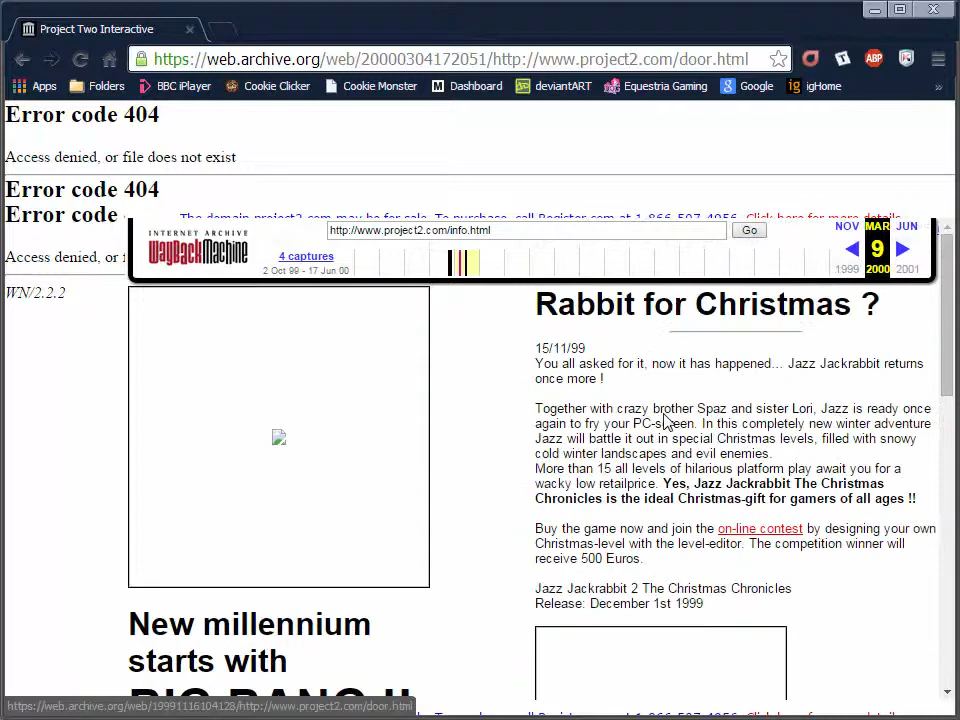 Project Two Interactive
https://web.archive.org/web/20000304172051/http://www.project2.com/door.html
ABP
Apps Folders BBC iPlayer Cookie Clicker Cookie Monster Dashboard deviantART Equestria Gaming Google igHome »
Error code 404
Access denied, or file does not exist
Error code 404
Error code
The domain project2.com may be for sale. To purchase, call Register.com at 1-866-507-4956. Click here for more details.
INTERNET ARCHIVE
WayBackMachine
http://www.project2.com/info.html Go
4 captures
2 Oct 99 - 17 Jun 00
NOV MAR JUN
9
1999 2000 2001
Access denied, or f
WN/2.2.2
Rabbit for Christmas ?
15/11/99
You all asked for it, now it has happened... Jazz Jackrabbit returns
once more !
Together with crazy brother Spaz and sister Lori, Jazz is ready once
again to fry your PC-screen. In this completely new winter adventure
Jazz will battle it out in special Christmas levels, filled with snowy
cold winter landscapes and evil enemies.
More than 15 all levels of hilarious platform play await you for a
wacky low retailprice. Yes, Jazz Jackrabbit The Christmas
Chronicles is the ideal Christmas-gift for gamers of all ages !!
Buy the game now and join the on-line contest by designing your own
Christmas-level with the level-editor. The competition winner will
receive 500 Euros.
Jazz Jackrabbit 2 The Christmas Chronicles
Release: December 1st 1999
New millennium
starts with
BIG BANG !!
https://web.archive.org/web/19991116104128/http://www.project2.com/door.html